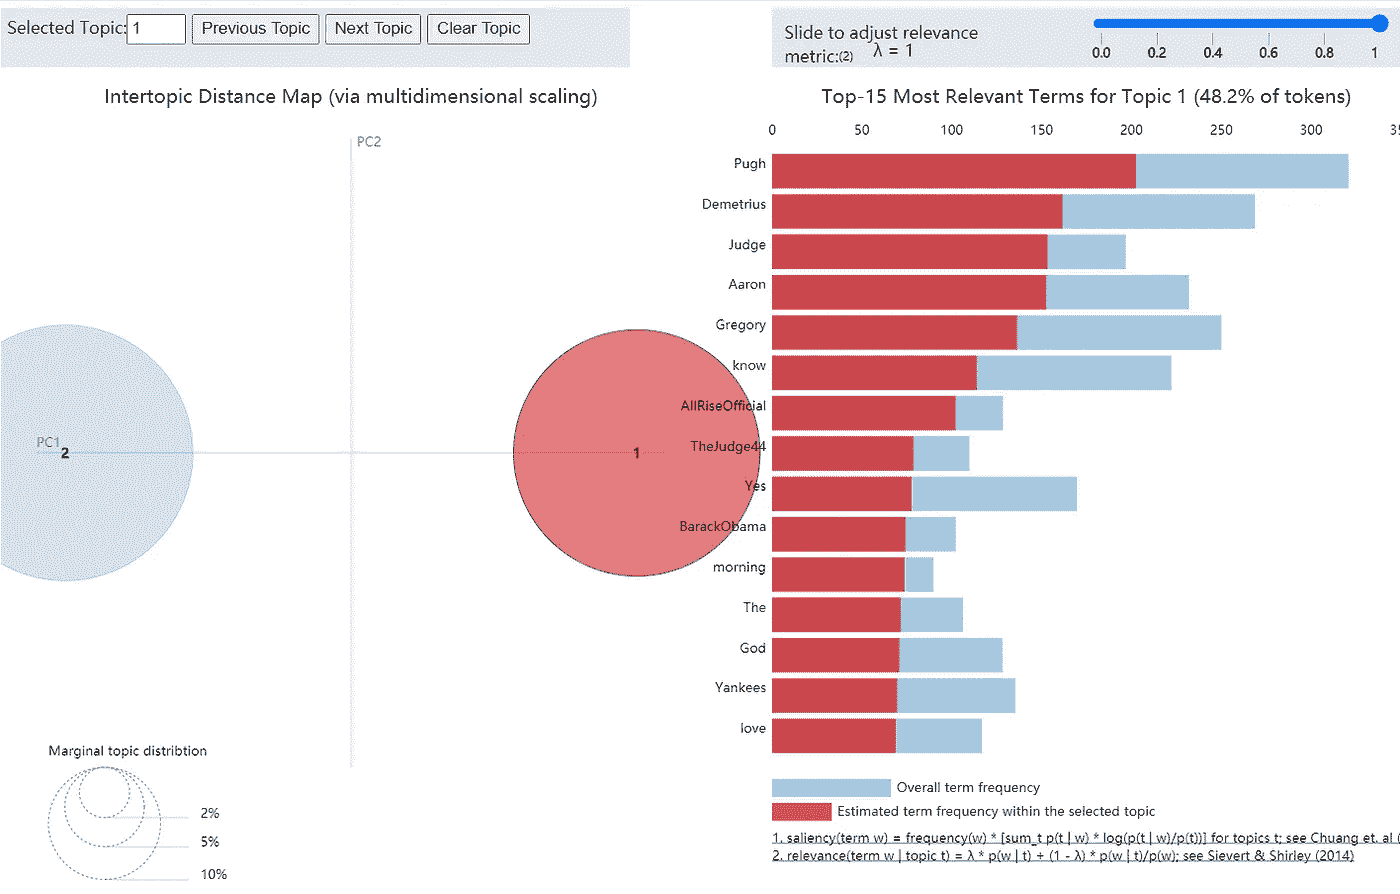 Selected Topic: 1 Previous Topic Next Topic Clear Topic
Slide to adjust relevance
metric:(2) λ = 1
0.0 0.2 0.4 0.6 0.8 1
Intertopic Distance Map (via multidimensional scaling)
PC2
PC1
2
1
Marginal topic distribtion
2%
5%
10%
Top-15 Most Relevant Terms for Topic 1 (48.2% of tokens)
0 50 100 150 200 250 300
Pugh
Demetrius
Judge
Aaron
Gregory
know
AllRiseOfficial
TheJudge44
Yes
BarackObama
morning
The
God
Yankees
love
Overall term frequency
Estimated term frequency within the selected topic
1. saliency(term w) = frequency(w) * [sum_t p(t | w) * log(p(t | w)/p(t))] for topics t; see Chuang et. al (
2. relevance(term w | topic t) = λ * p(w | t) + (1 - λ) * p(w | t)/p(w); see Sievert & Shirley (2014)